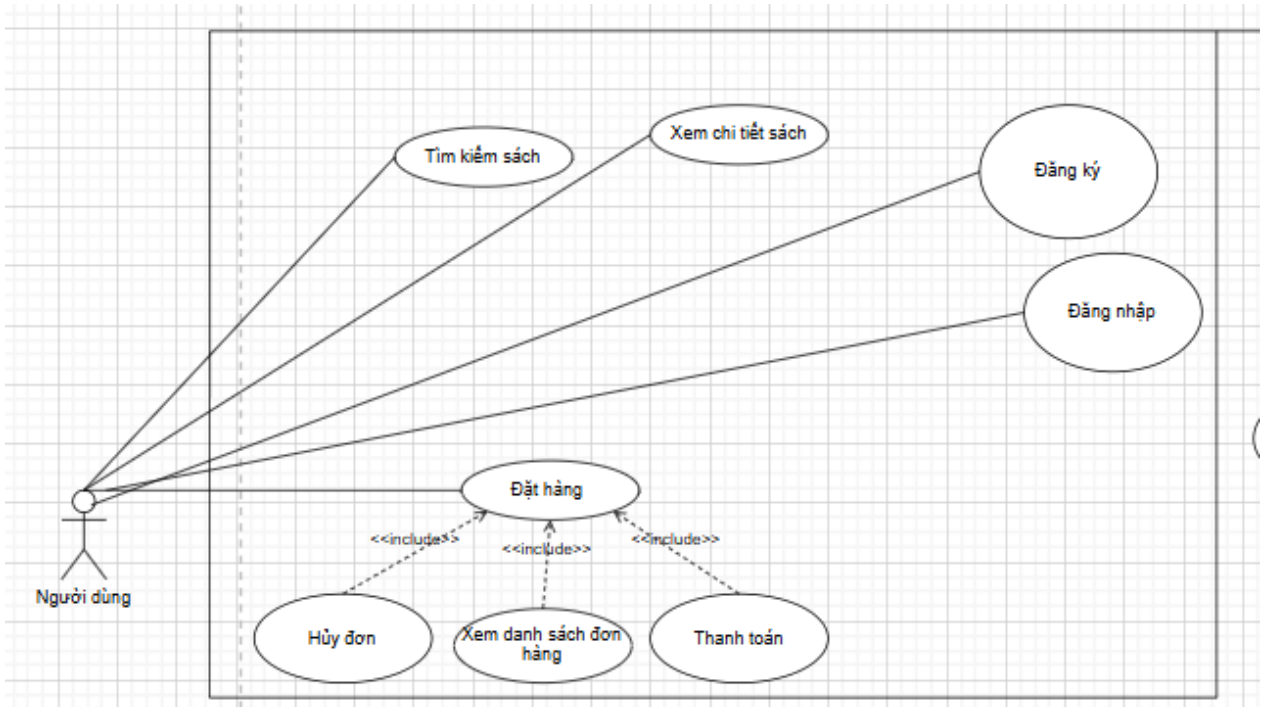 Tìm kiếm sách
Xem chi tiết sách
Đăng ký
Đăng nhập
Đặt hàng
<<include>>
<<include>>
<<include>>
Người dùng
Hủy đơn
Xem danh sách đơn
hàng
Thanh toán